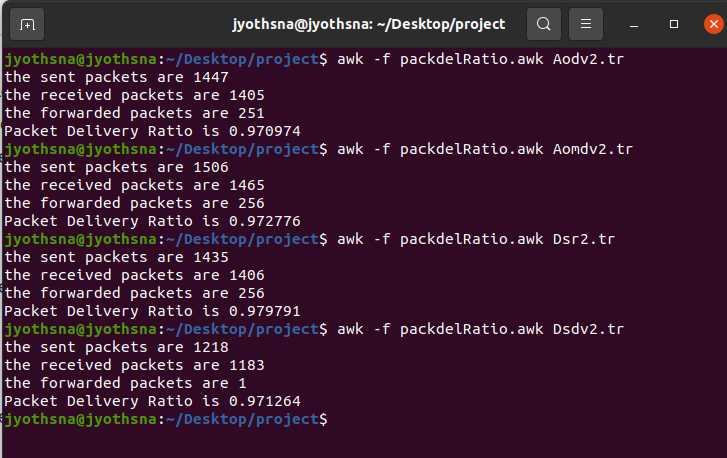 jyothsna@jyothsna: ~/Desktop/project
jyothsna@jyothsna:~/Desktop/project$ awk -f packdelRatio.awk Aodv2.tr
the sent packets are 1447
the received packets are 1405
the forwarded packets are 251
Packet Delivery Ratio is 0.970974
jyothsna@jyothsna:~/Desktop/project$ awk -f packdelRatio.awk Aomdv2.tr
the sent packets are 1506
the received packets are 1465
the forwarded packets are 256
Packet Delivery Ratio is 0.972776
jyothsna@jyothsna:~/Desktop/project$ awk -f packdelRatio.awk Dsr2.tr
the sent packets are 1435
the received packets are 1406
the forwarded packets are 256
Packet Delivery Ratio is 0.979791
jyothsna@jyothsna:~/Desktop/project$ awk -f packdelRatio.awk Dsdv2.tr
the sent packets are 1218
the received packets are 1183
the forwarded packets are 1
Packet Delivery Ratio is 0.971264
jyothsna@jyothsna:~/Desktop/project$